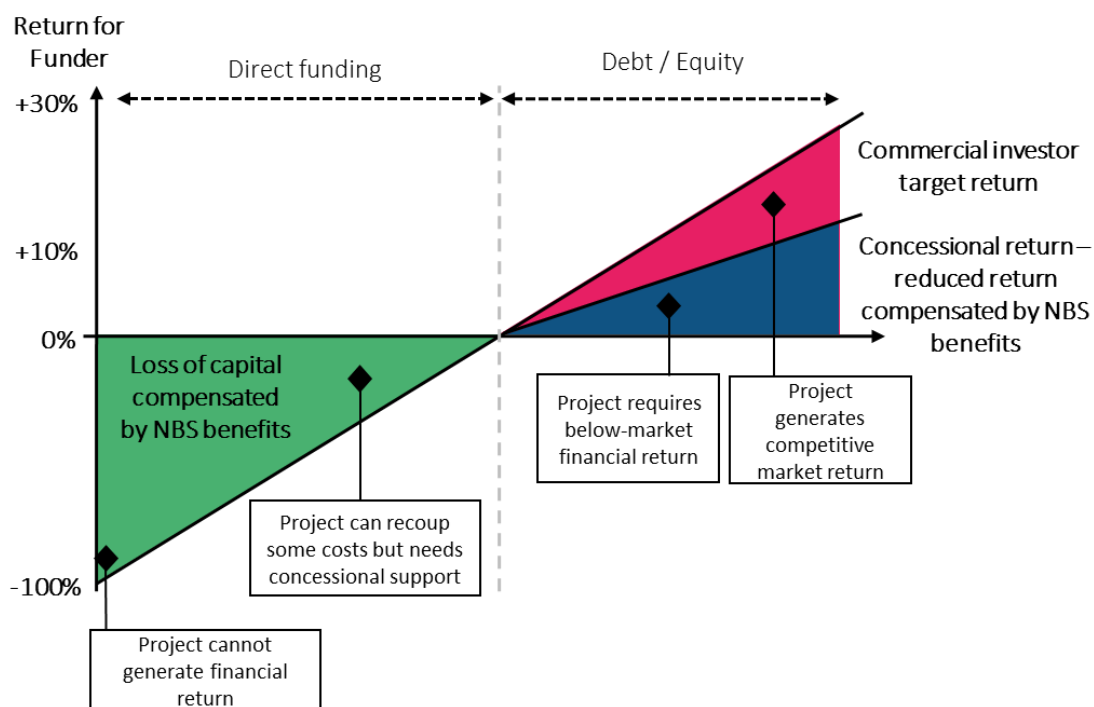 Return for
Funder
Direct funding
Debt / Equity
+30%
Commercial investor
target return
+10%
Concessional return–
reduced return
compensated by NBS
benefits
0%
Loss of capital
compensated
by NBS benefits
Project requires
below-market
financial return
Project
generates
competitive
market return
Project can recoup
some costs but needs
concessional support
-100%
Project cannot
generate financial
return